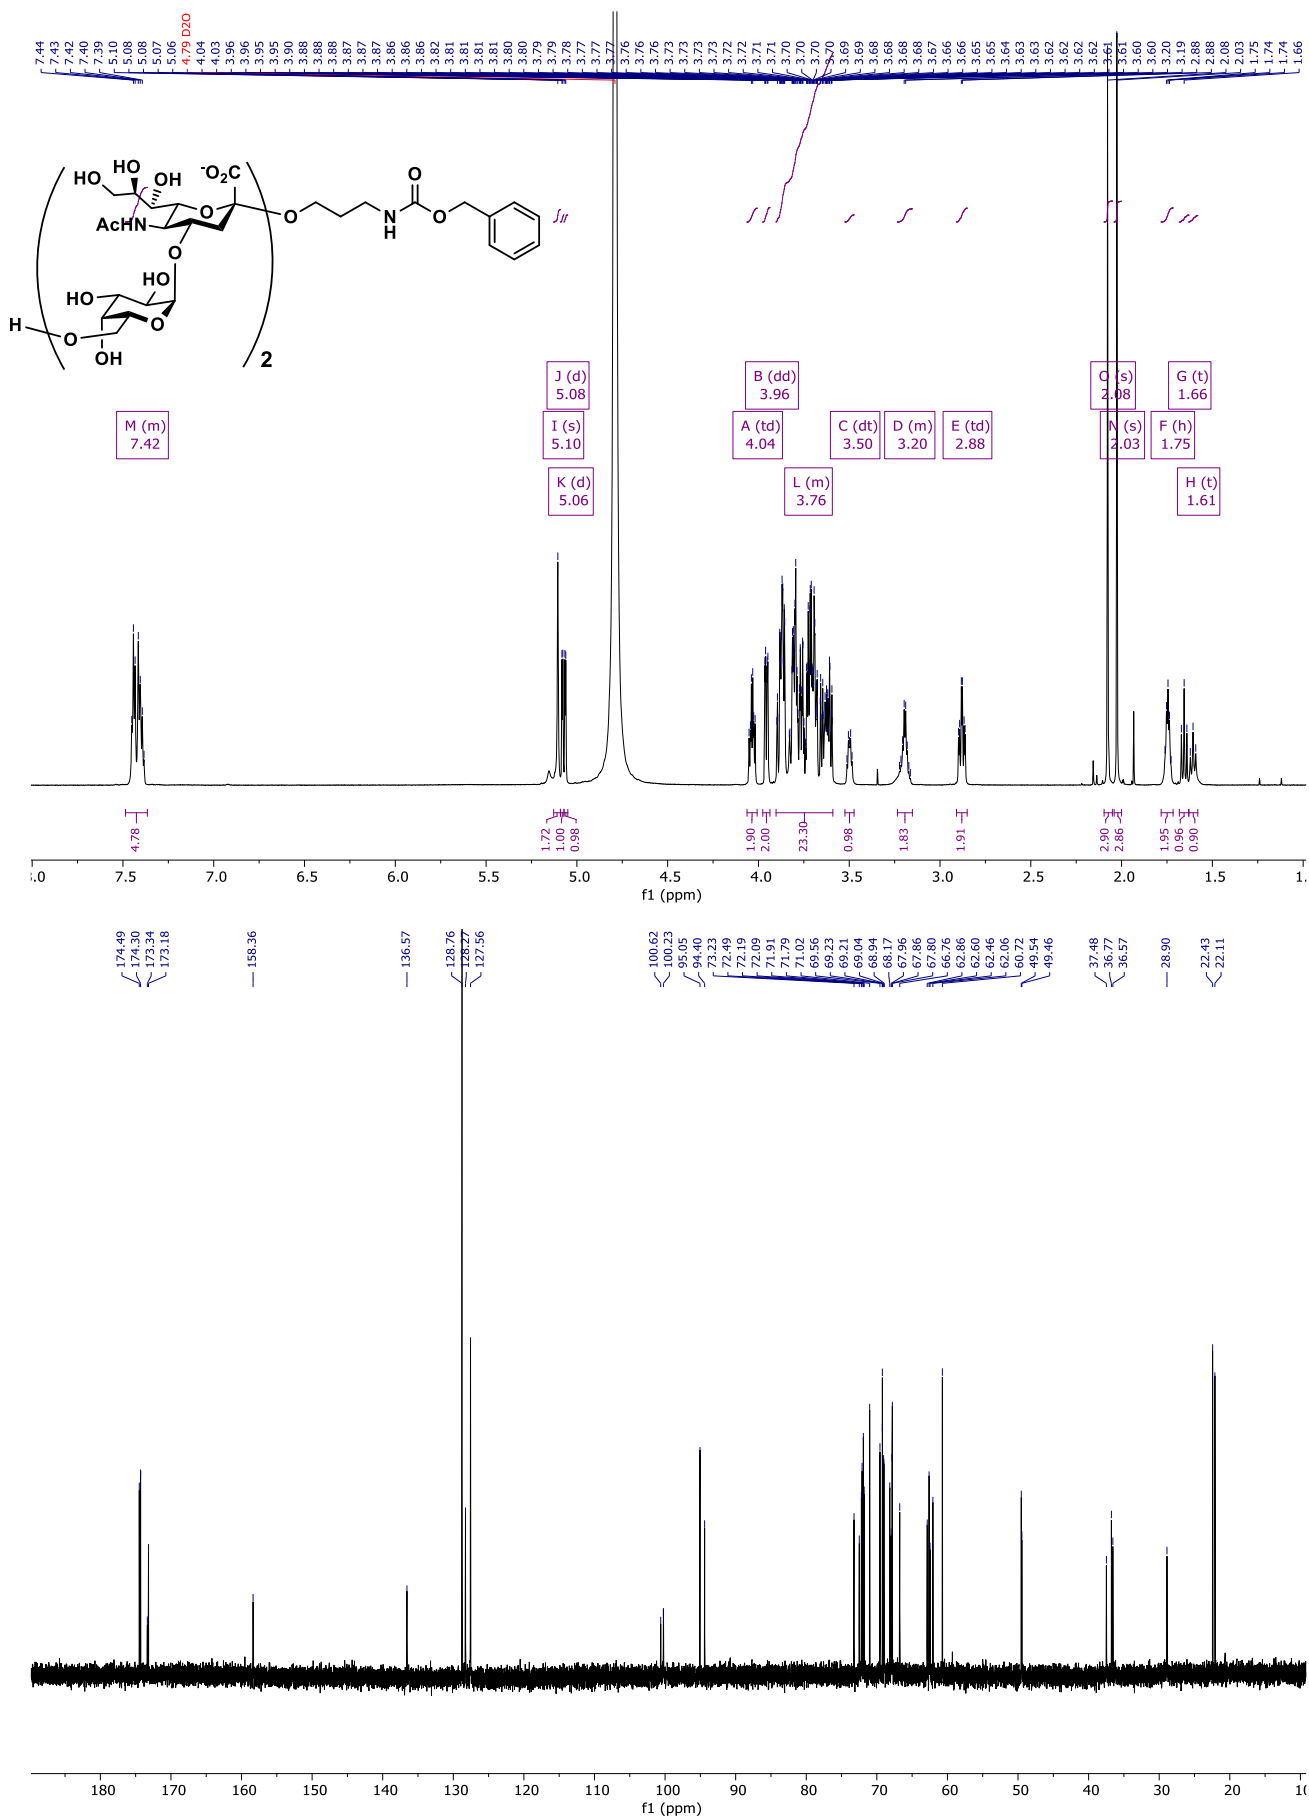 7.44 7.43 7.42 7.40 7.39 5.10 5.08 5.08 5.07 5.06 4.79 D2O 4.04 4.03 3.96 3.96 3.95 3.95 3.90 3.88 3.88 3.88 3.87 3.87 3.87 3.86 3.86 3.86 3.82 3.81 3.81 3.81 3.81 3.80 3.80 3.79 3.79 3.78 3.77 3.77 3.77 3.76 3.76 3.76 3.73 3.73 3.73 3.73 3.72 3.72 3.71 3.71 3.70 3.70 3.70 3.70 3.69 3.69 3.68 3.68 3.68 3.68 3.67 3.66 3.66 3.65 3.65 3.64 3.63 3.63 3.62 3.62 3.62 3.62 3.61 3.61 3.60 3.60 3.20 3.19 2.88 2.88 2.08 2.03 1.75 1.74 1.74 1.66
HO HO OH -O2C
AcHN O O N H O O
O
HO HO O
H O OH 2
J (d) 5.08
B (dd) 3.96
O (s) 2.08
G (t) 1.66
M (m) 7.42
I (s) 5.10
A (td) 4.04
C (dt) 3.50
D (m) 3.20
E (td) 2.88
N (s) 2.03
F (h) 1.75
K (d) 5.06
L (m) 3.76
H (t) 1.61
4.78 1.72 1.00 0.98 1.90 2.00 23.30 0.98 1.83 1.91 2.90 2.86 1.95 0.96 0.90
7.5 7.0 6.5 6.0 5.5 5.0 4.5 4.0 3.5 3.0 2.5 2.0 1.5
f1 (ppm)
174.49 174.30 173.34 173.18 158.36 136.57 128.76 128.27 127.56 100.62 100.23 95.05 94.40 73.23 72.49 72.19 72.09 71.91 71.79 71.02 69.56 69.23 69.21 69.04 68.94 68.17 67.96 67.86 67.80 66.76 62.86 62.60 62.46 62.06 60.72 49.54 49.46 37.48 36.77 36.57 28.90 22.43 22.11
180 170 160 150 140 130 120 110 100 90 80 70 60 50 40 30 20
f1 (ppm)